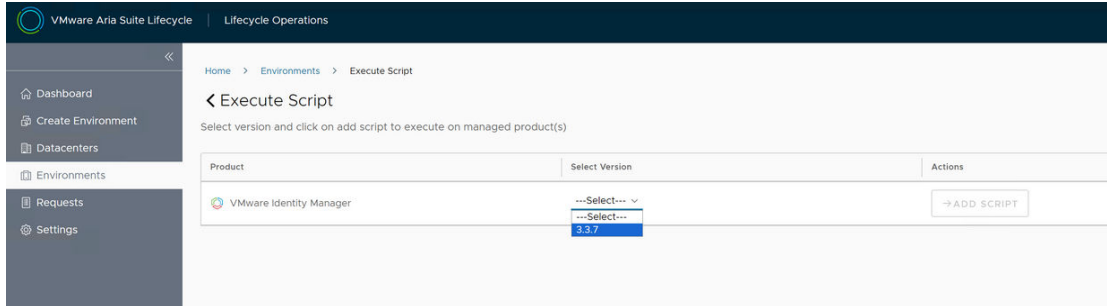 VMware Aria Suite Lifecycle | Lifecycle Operations
«
Home > Environments > Execute Script
Dashboard
Execute Script
Create Environment
Select version and click on add script to execute on managed product(s)
Datacenters
Product Select Version Actions
Environments
Requests
VMware Identity Manager ---Select--- → ADD SCRIPT
---Select---
Settings
3.3.7